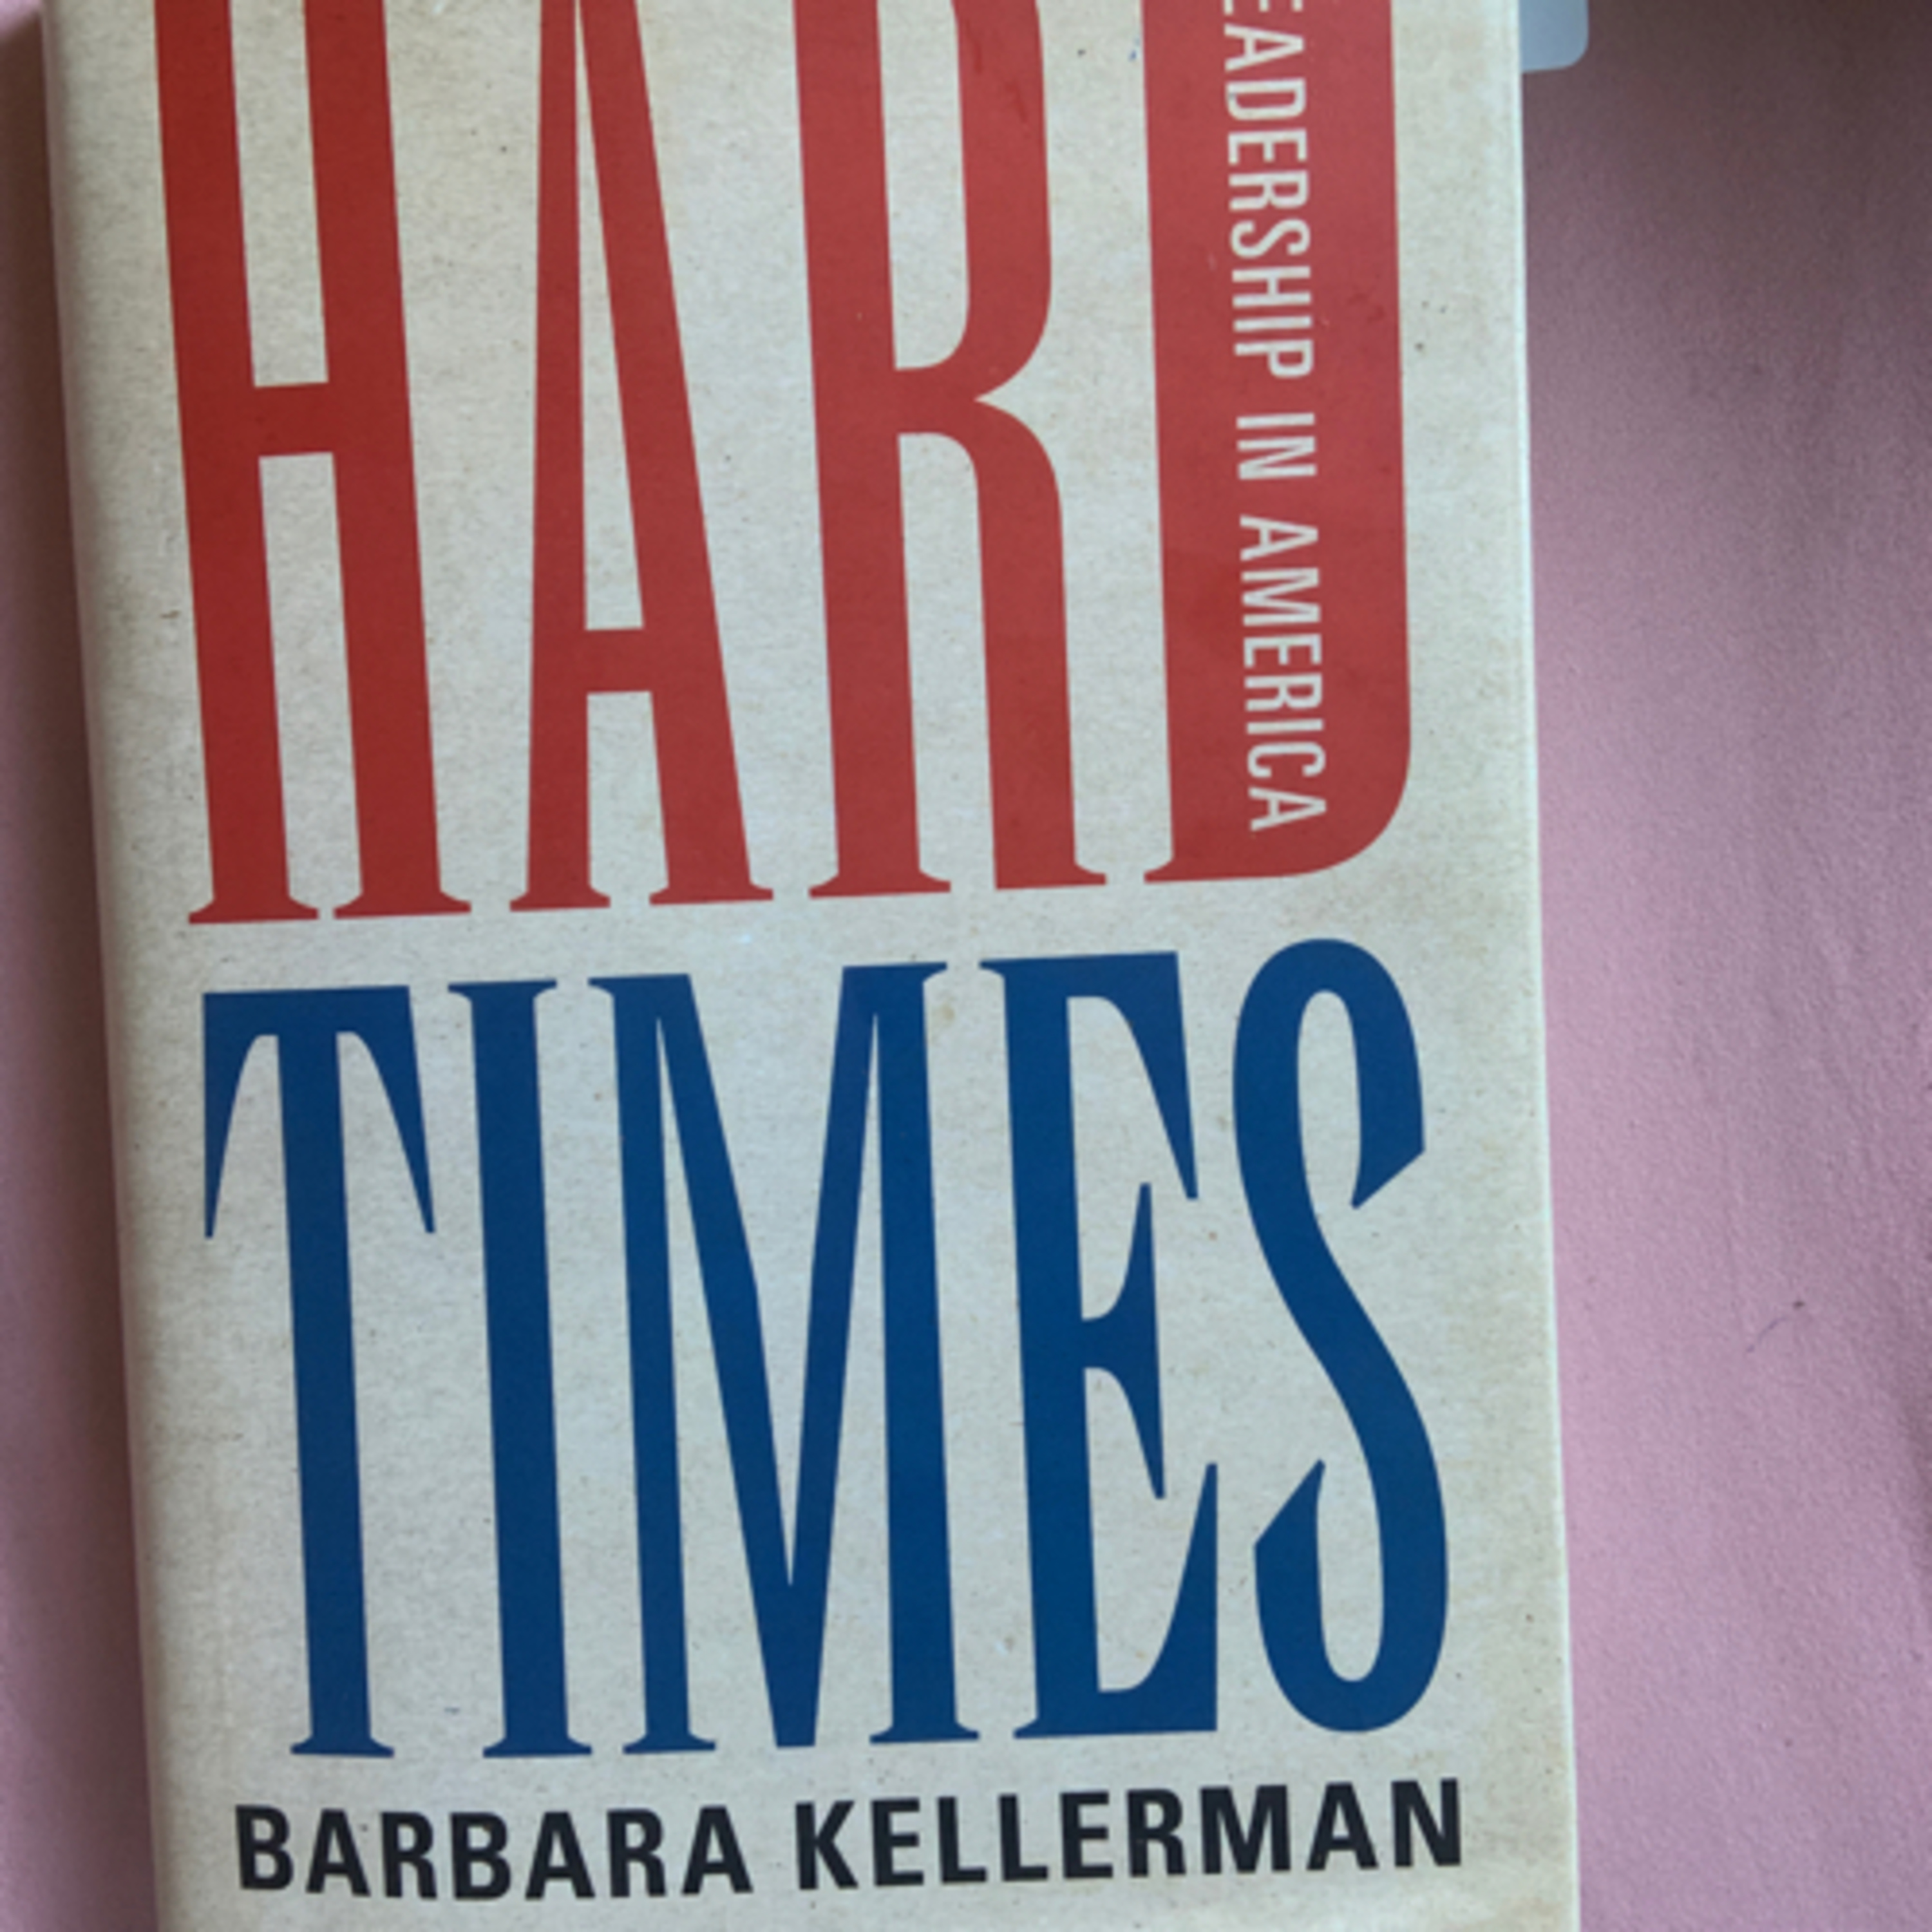 HARD
EADERSHIP IN AMERICA
TIMES
BARBARA KELLERMAN